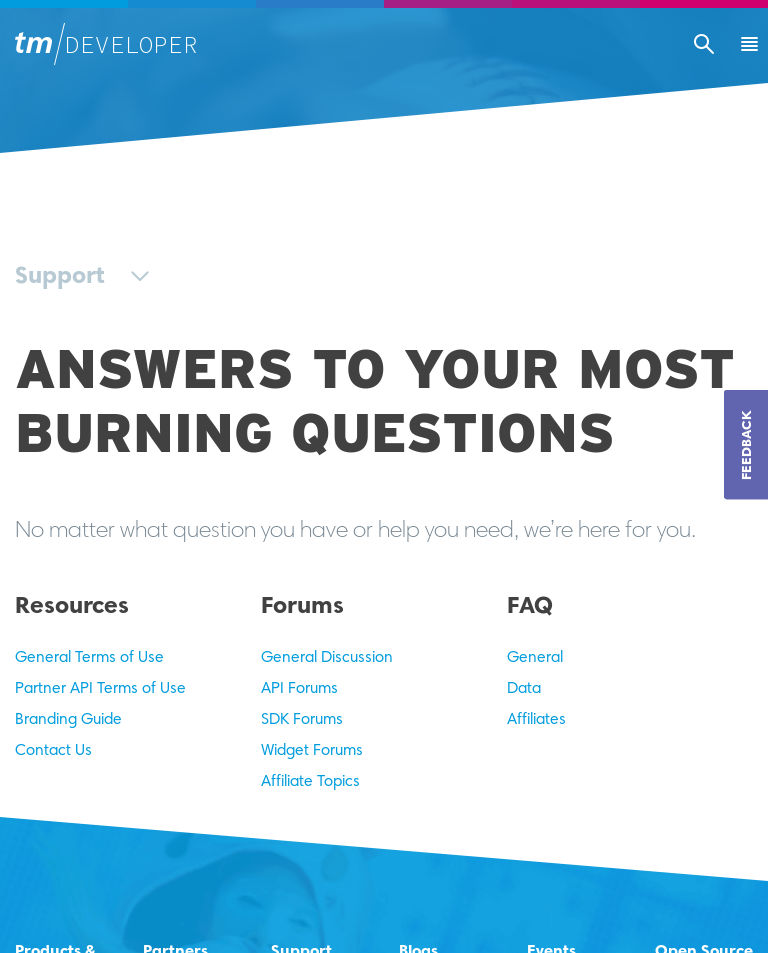 tm/DEVELOPER
Support
ANSWERS TO YOUR MOST
BURNING QUESTIONS
FEEDBACK
No matter what question you have or help you need, we’re here for you.
Resources
General Terms of Use
Partner API Terms of Use
Branding Guide
Contact Us
Forums
General Discussion
API Forums
SDK Forums
Widget Forums
Affiliate Topics
FAQ
General
Data
Affiliates
Products & Partners Support Blogs Events Open Source